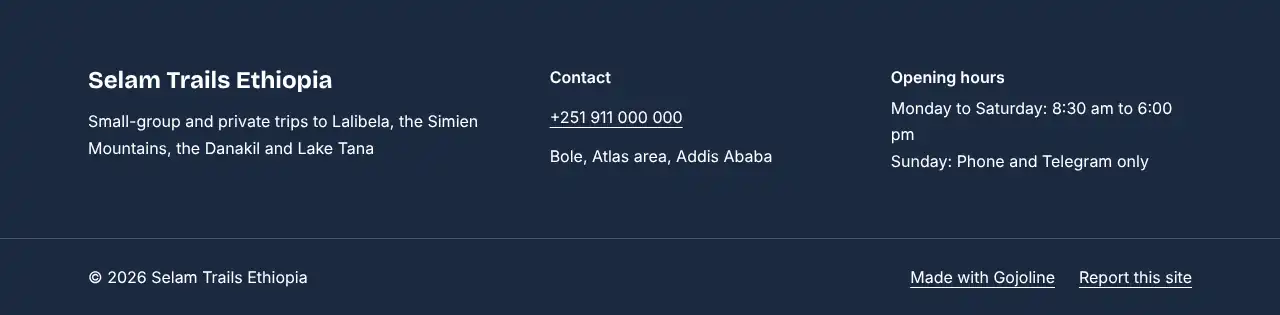 Selam Trails Ethiopia
Small-group and private trips to Lalibela, the Simien
Mountains, the Danakil and Lake Tana
Contact
+251 911 000 000
Bole, Atlas area, Addis Ababa
Opening hours
Monday to Saturday: 8:30 am to 6:00
pm
Sunday: Phone and Telegram only
© 2026 Selam Trails Ethiopia
Made with Gojoline
Report this site